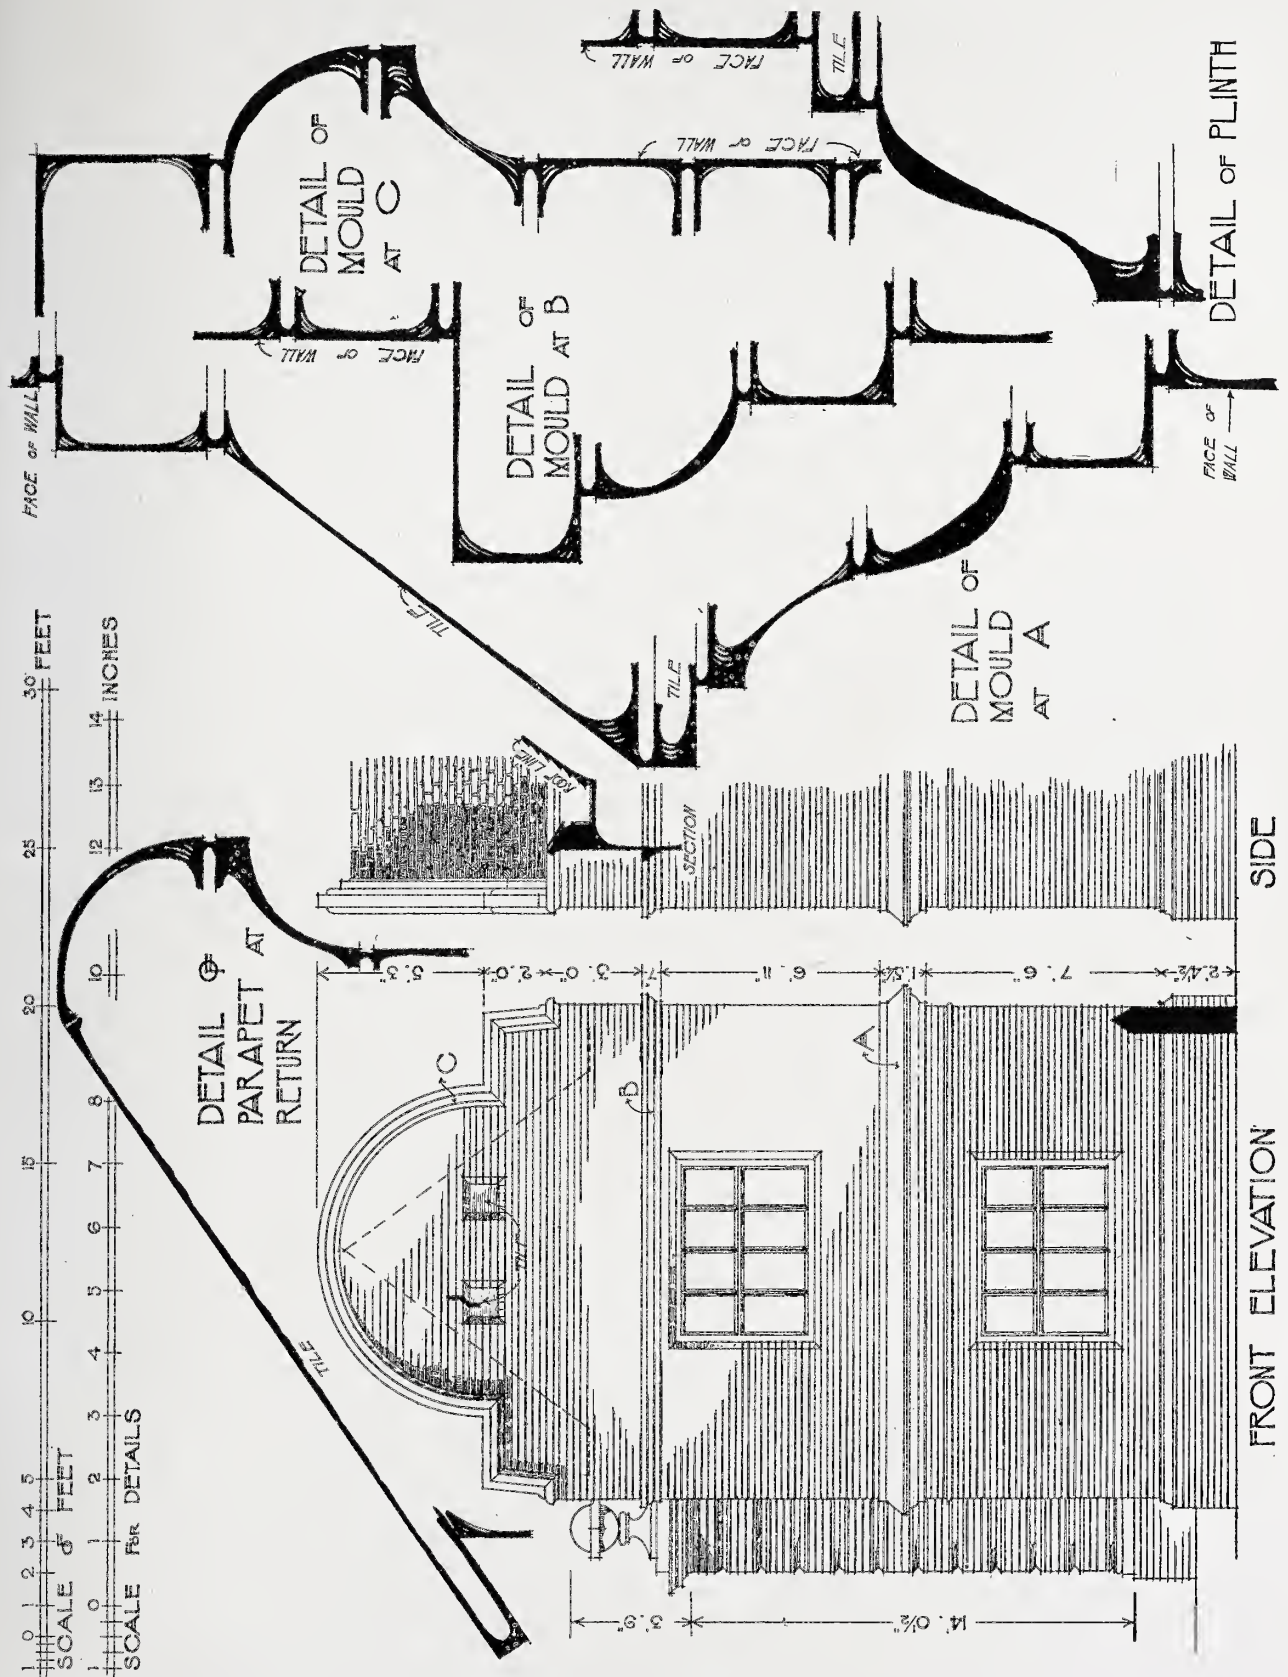 1 0 1 2 3 4 5 10 15 20 25 30 FEET
SCALE OF FEET
1 0 1 2 3 4 5 6 7 8 10 12 13 14 INCHES
SCALE FOR DETAILS
TILE
DETAIL OF
PARAPET AT
RETURN
FACE OF WALL
TILE
TILE
FACE OF WALL
DETAIL OF
MOULD
AT C
DETAIL OF
MOULD AT B
FACE OF WALL
FACE OF WALL
TILE
DETAIL OF PLINTH
DETAIL OF
MOULD
AT A
FACE OF
WALL
ROOF LINE
SECTION
SIDE
5'.3"
2'.0"
3'.0"
7"
6'.11"
7'.6"
2'.4½"
C
B
A
TILE
3'.9"
14'.0½"
FRONT ELEVATION